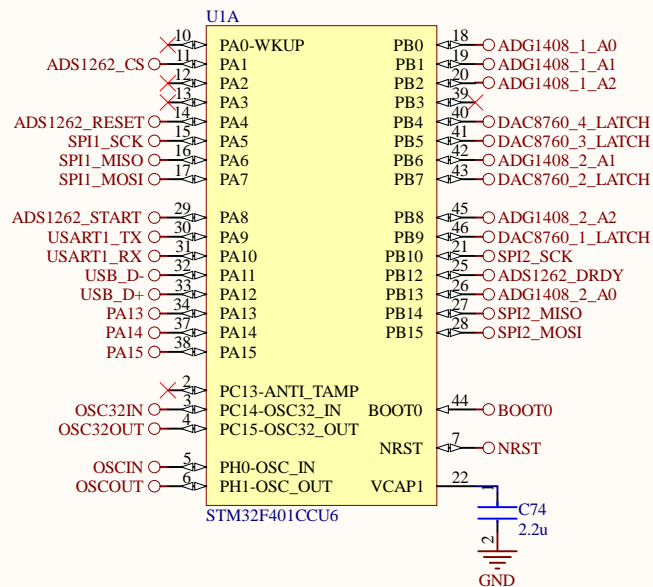 U1A
10 PA0-WKUP PB0 18 ADG1408_1_A0
ADS1262_CS 11 PA1 PB1 19 ADG1408_1_A1
12 PA2 PB2 20 ADG1408_1_A2
13 PA3 PB3 39
ADS1262_RESET 14 PA4 PB4 40 DAC8760_4_LATCH
SPI1_SCK 15 PA5 PB5 41 DAC8760_3_LATCH
SPI1_MISO 16 PA6 PB6 42 ADG1408_2_A1
SPI1_MOSI 17 PA7 PB7 43 DAC8760_2_LATCH
ADS1262_START 29 PA8 PB8 45 ADG1408_2_A2
USART1_TX 30 PA9 PB9 46 DAC8760_1_LATCH
USART1_RX 31 PA10 PB10 21 SPI2_SCK
USB_D- 32 PA11 PB12 25 ADS1262_DRDY
USB_D+ 33 PA12 PB13 26 ADG1408_2_A0
PA13 34 PA13 PB14 27 SPI2_MISO
PA14 37 PA14 PB15 28 SPI2_MOSI
PA15 38 PA15
2 PC13-ANTI_TAMP
OSC32IN 3 PC14-OSC32_IN BOOT0 44 BOOT0
OSC32OUT 4 PC15-OSC32_OUT
NRST 7 NRST
OSCIN 5 PH0-OSC_IN
OSCOUT 6 PH1-OSC_OUT VCAP1 22
1
STM32F401CCU6 C74
2.2u
2
GND